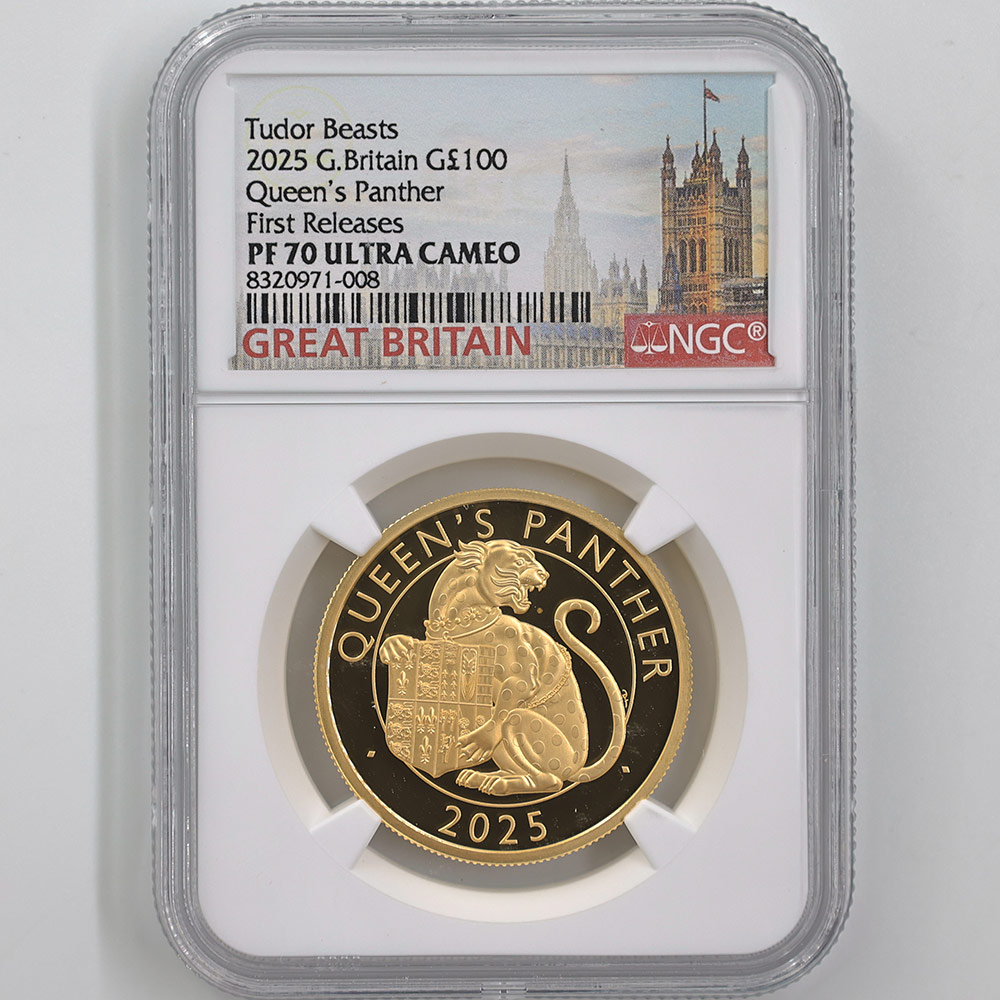 Tudor Beasts
2025 G.Britain G£100
Queen's Panther
First Releases
PF 70 ULTRA CAMEO
8320971-008
GREAT BRITAIN
NGC®
QUEEN'S PANTHER
2025